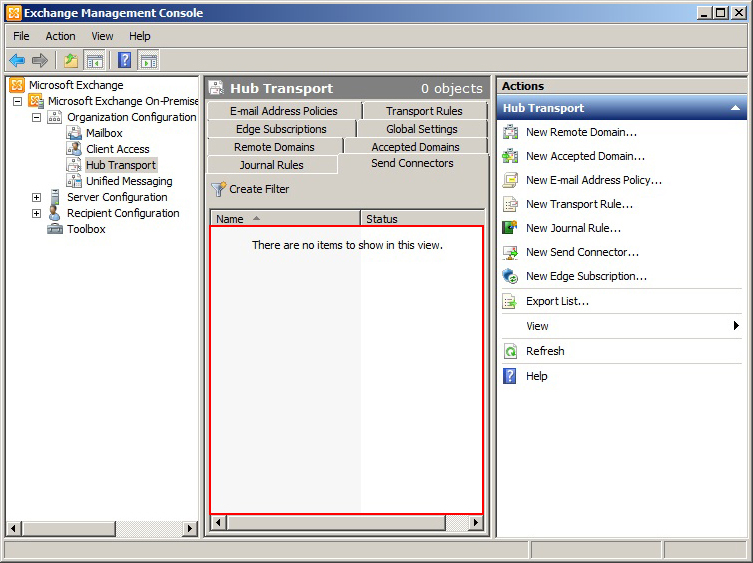 Exchange Management Console
File Action View Help
Microsoft Exchange
Microsoft Exchange On-Premise
Organization Configuration
Mailbox
Client Access
Hub Transport
Unified Messaging
Server Configuration
Recipient Configuration
Toolbox
Hub Transport 0 objects
E-mail Address Policies Transport Rules
Edge Subscriptions Global Settings
Remote Domains Accepted Domains
Journal Rules Send Connectors
Create Filter
Name Status
There are no items to show in this view.
Actions
Hub Transport
New Remote Domain...
New Accepted Domain...
New E-mail Address Policy...
New Transport Rule...
New Journal Rule...
New Send Connector...
New Edge Subscription...
Export List...
View
Refresh
Help